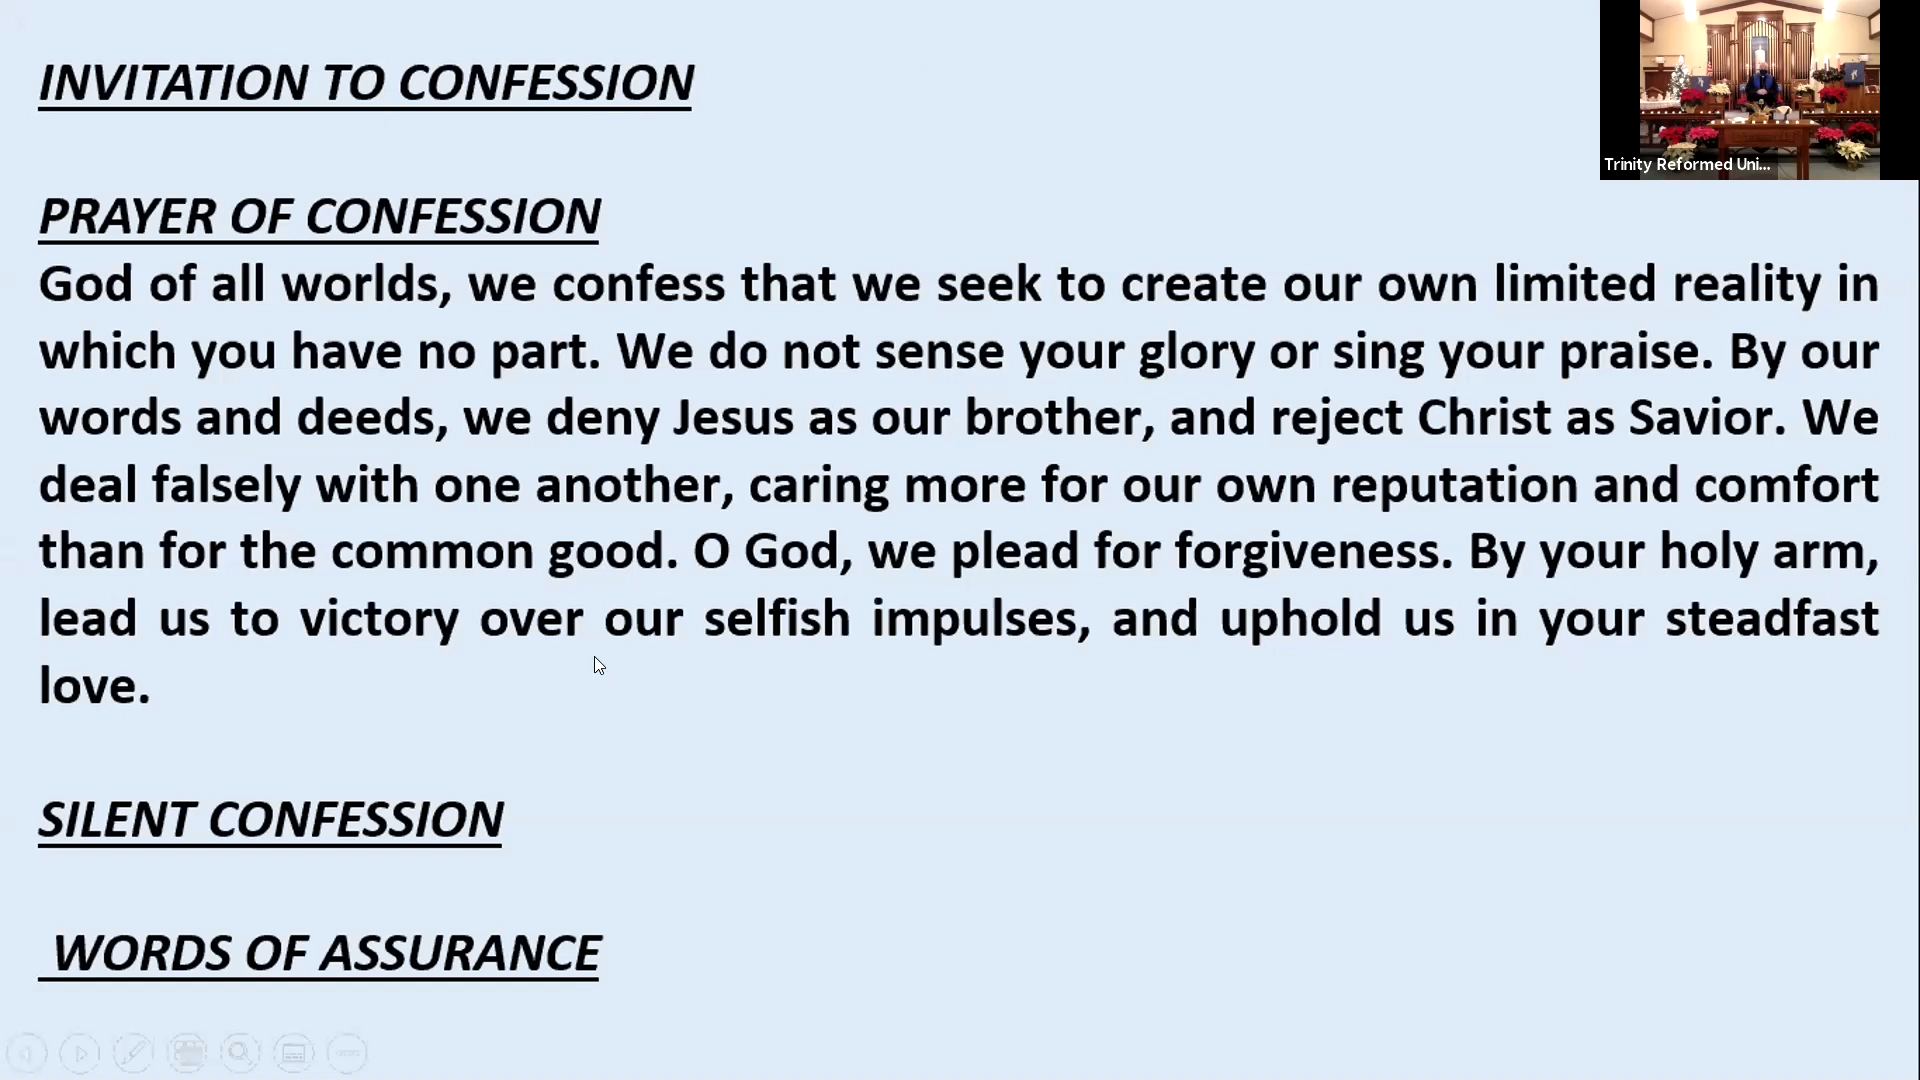 INVITATION TO CONFESSION
Trinity Reformed Uni...
PRAYER OF CONFESSION
God of all worlds, we confess that we seek to create our own limited reality in
which you have no part. We do not sense your glory or sing your praise. By our
words and deeds, we deny Jesus as our brother, and reject Christ as Savior. We
deal falsely with one another, caring more for our own reputation and comfort
than for the common good. O God, we plead for forgiveness. By your holy arm,
lead us to victory over our selfish impulses, and uphold us in your steadfast
love.
SILENT CONFESSION
WORDS OF ASSURANCE